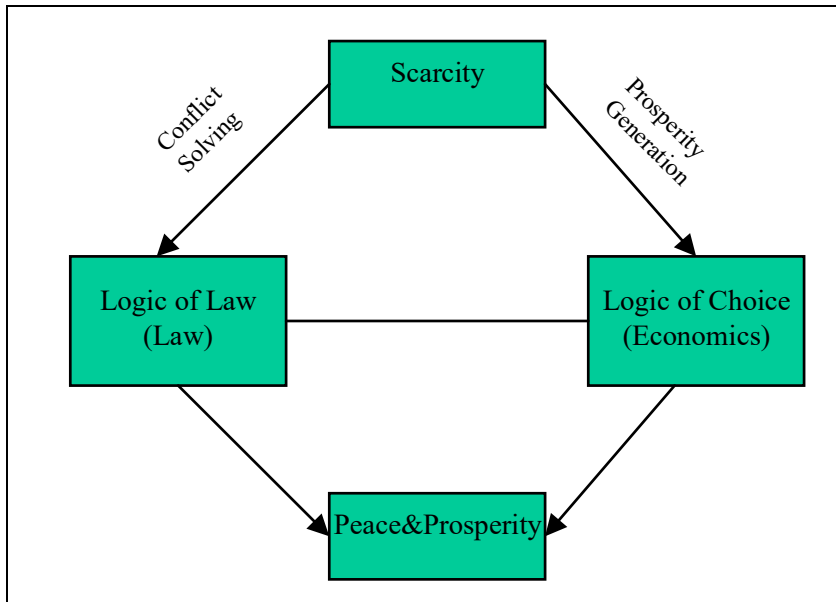 Scarcity
Conflict
Solving
Prosperity
Generation
Logic of Law
(Law)
Logic of Choice
(Economics)
Peace&Prosperity